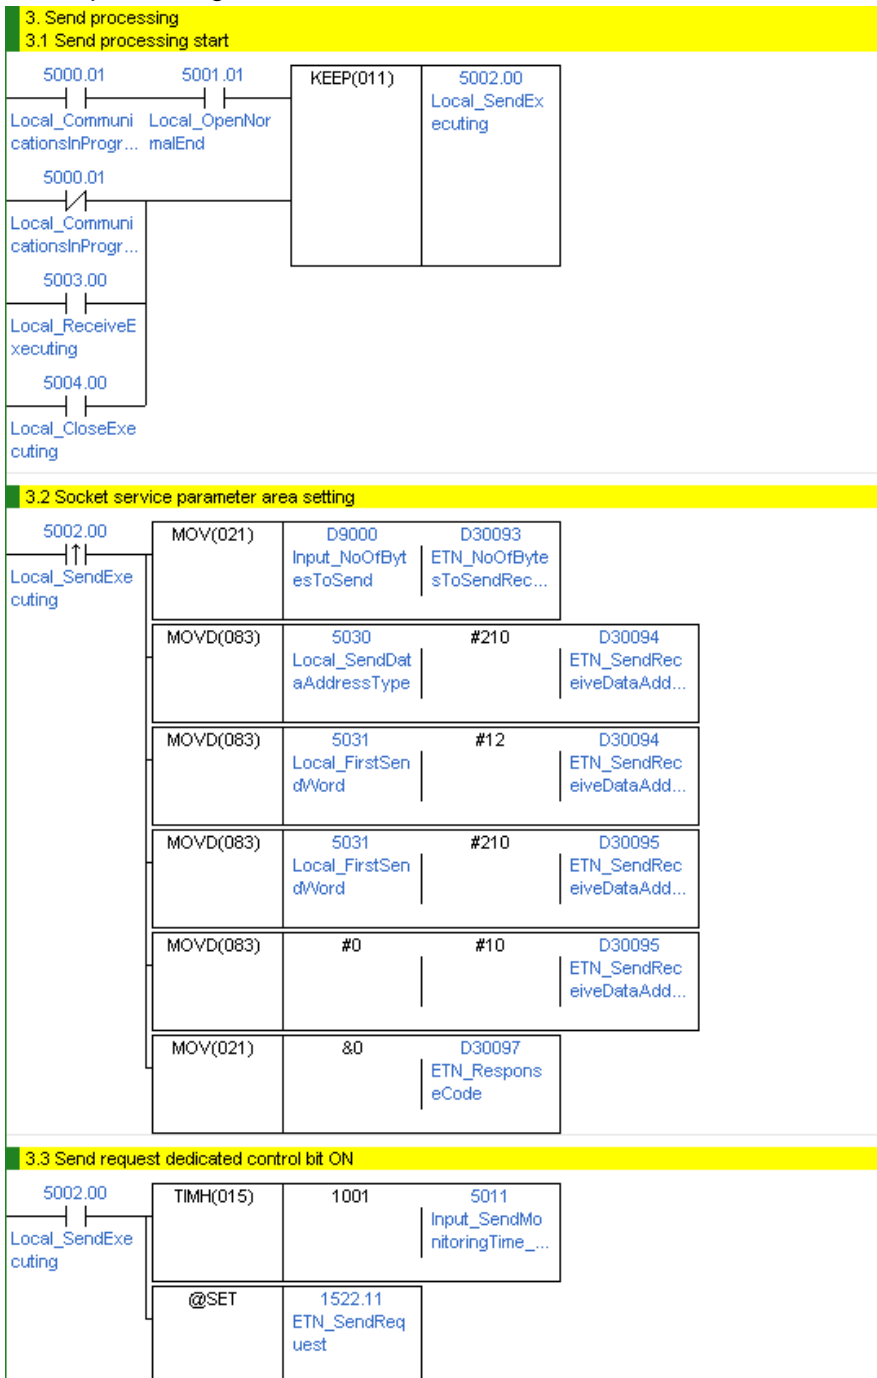 3. Send processing
3.1 Send processing start
5000.01 5001.01 KEEP(011) 5002.00
Local_Communi Local_OpenNor Local_SendEx
cationsInProgr... malEnd ecuting
5000.01
Local_Communi
cationsInProgr...
5003.00
Local_ReceiveE
xecuting
5004.00
Local_CloseExe
cuting
3.2 Socket service parameter area setting
5002.00 MOV(021) D9000 D30093
Local_SendExe Input_NoOfByt ETN_NoOfByte
cuting esToSend sToSendRec...
MOVD(083) 5030 #210 D30094
Local_SendDat ETN_SendRec
aAddressType eiveDataAdd...
MOVD(083) 5031 #12 D30094
Local_FirstSen ETN_SendRec
dWord eiveDataAdd...
MOVD(083) 5031 #210 D30095
Local_FirstSen ETN_SendRec
dWord eiveDataAdd...
MOVD(083) #0 #10 D30095
ETN_SendRec
eiveDataAdd...
MOV(021) &0 D30097
ETN_Respons
eCode
3.3 Send request dedicated control bit ON
5002.00 TIMH(015) 1001 5011
Local_SendExe Input_SendMo
cuting nitoringTime_...
@SET 1522.11
ETN_SendReq
uest